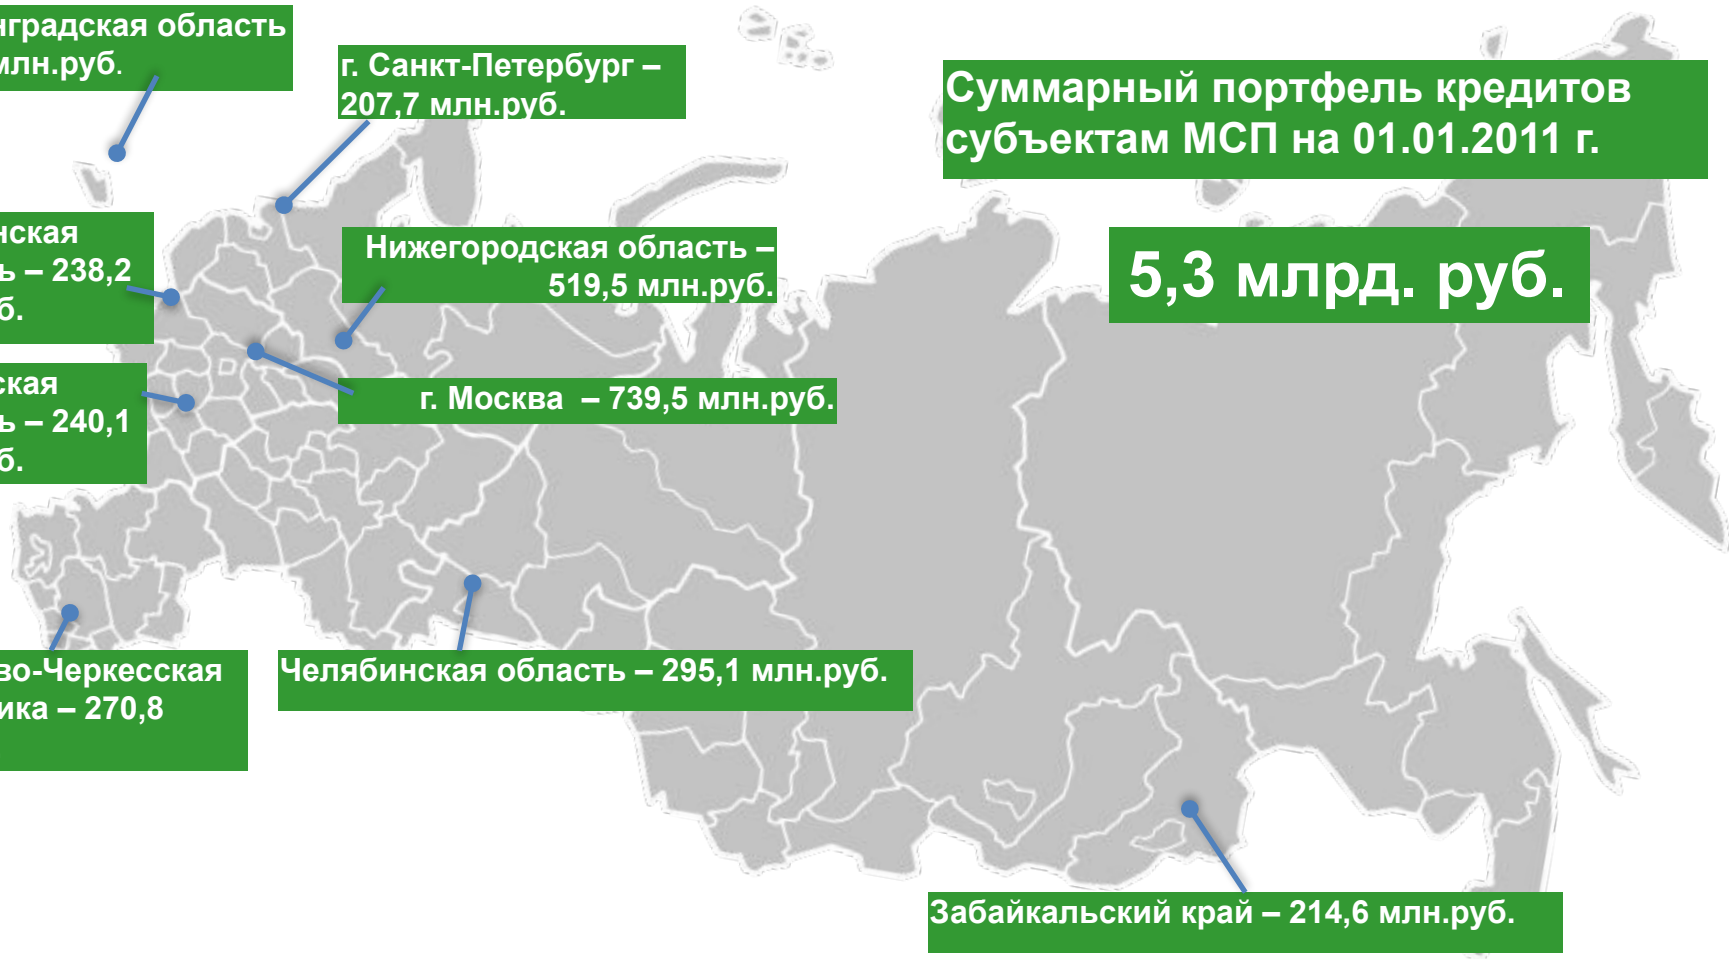 нградская область
млн.руб.
г. Санкт-Петербург –
207,7 млн.руб.
Суммарный портфель кредитов
субъектам МСП на 01.01.2011 г.
5,3 млрд. руб.
нская
ь – 238,2
б.
Нижегородская область –
519,5 млн.руб.
ская
ь – 240,1
б.
г. Москва – 739,5 млн.руб.
во-Черкесская
ика – 270,8
Челябинская область – 295,1 млн.руб.
Забайкальский край – 214,6 млн.руб.